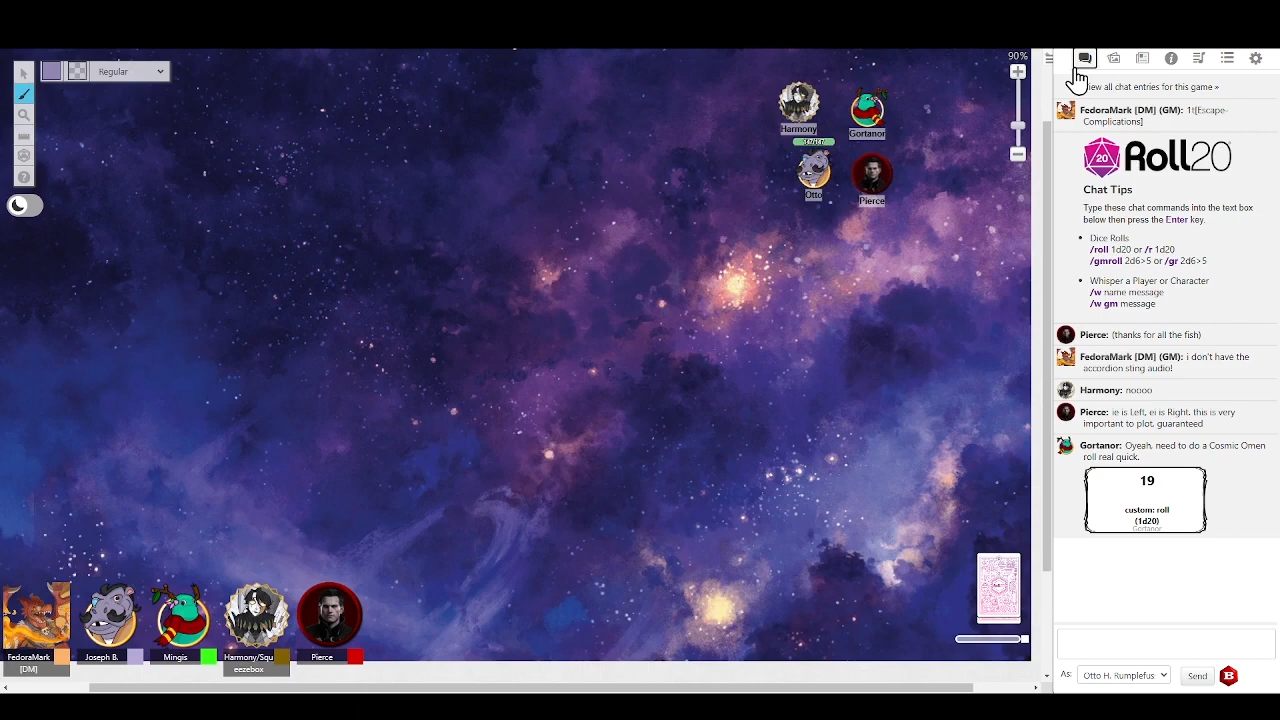 Regular
90%
Harmony
Gortanor
Otto
Pierce
FedoraMark
[DM]
Joseph B.
Mingis
Harmony/Squ
eezebox
Pierce
View all chat entries for this game »
FedoraMark [DM] (GM): 1t[Escape-
Complications]
20
Roll20
Chat Tips
Type these chat commands into the text box
below then press the Enter key.
• Dice Rolls
/roll 1d20 or /r 1d20
/gmroll 2d6>5 or /gr 2d6>5
• Whisper a Player or Character
/w name message
/w gm message
Pierce: (thanks for all the fish)
FedoraMark [DM] (GM): i don't have the
accordion sting audio!
Harmony: noooo
Pierce: ie is Left, ei is Right, this is very
important to plot, guaranteed
Gortanor: Oyeah, need to do a Cosmic Omen
roll real quick.
19
custom: roll
(1d20)
Gortanor
As:
Otto H. Rumplefus
Send
B